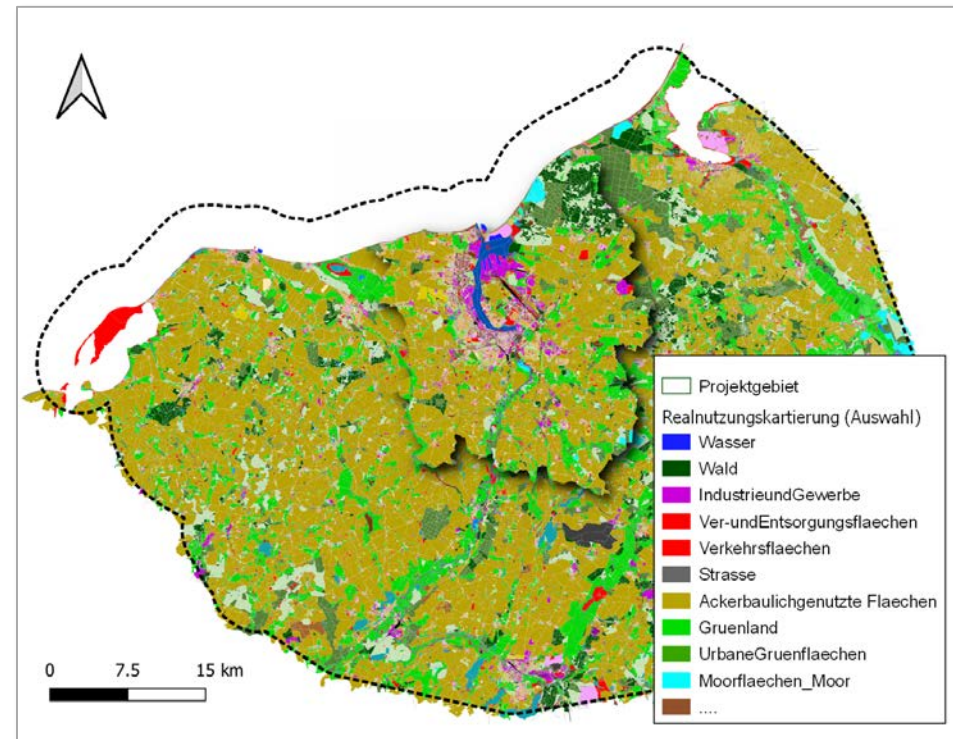 Projektgebiet
Realnutzungskartierung (Auswahl)
Wasser
Wald
IndustrieundGewerbe
Ver-undEntsorgungsflaechen
Verkehrsflaechen
Strasse
Ackerbaulichgenutzte Flaechen
Gruenland
UrbaneGruenflaechen
Moorflaechen_Moor
....
0 7.5 15 km